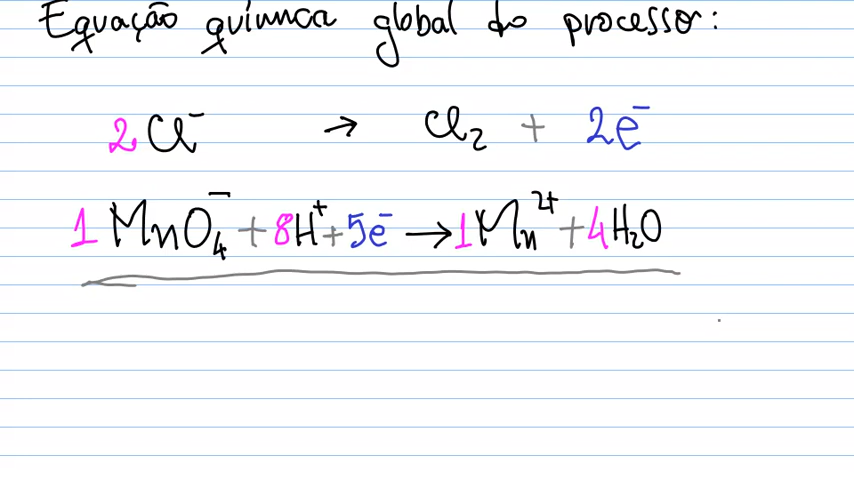 Equação química global do processo:
2Cl⁻ → Cl₂ + 2e⁻
1MnO₄⁻ + 8H⁺ + 5e⁻ → 1Mn²⁺ + 4H₂O